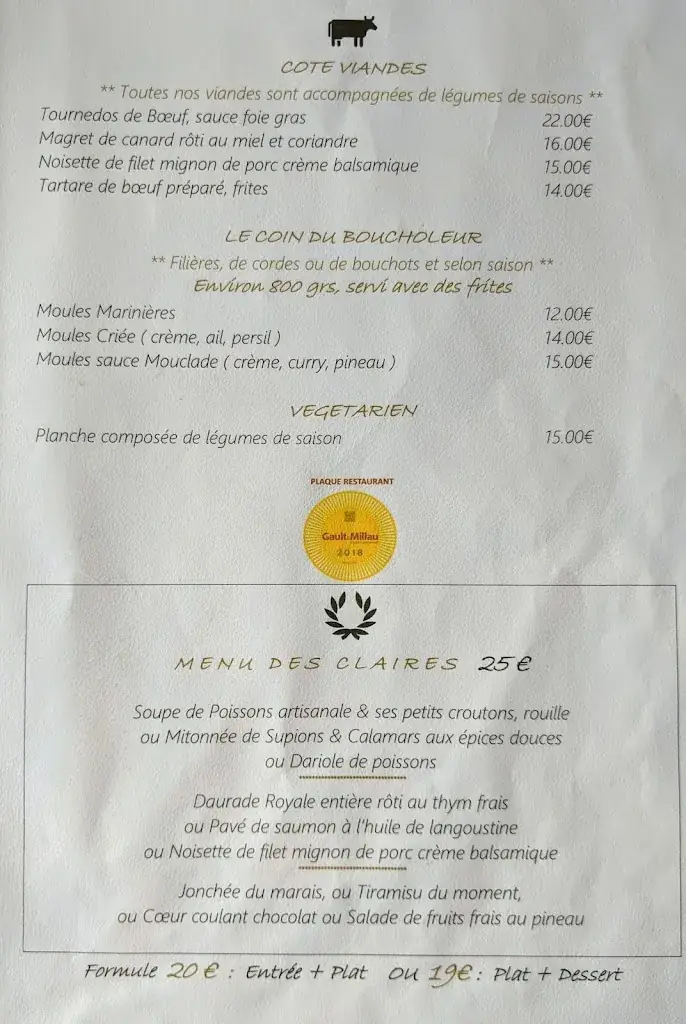 COTE VIANDES
** Toutes nos viandes sont accompagnées de légumes de saisons **
Tournedos de Bœuf, sauce foie gras 22.00€
Magret de canard rôti au miel et coriandre 16.00€
Noisette de filet mignon de porc crème balsamique 15.00€
Tartare de bœuf préparé, frites 14.00€
LE COIN DU BOUCHOLEUR
** Filières, de cordes ou de bouchots et selon saison **
Environ 800 grs, servi avec des frites
Moules Marinières 12.00€
Moules Criée ( crème, ail, persil ) 14.00€
Moules sauce Mouclade ( crème, curry, pineau ) 15.00€
VEGETARIEN
Planche composée de légumes de saison 15.00€
PLAQUE RESTAURANT
Gault&Millau
2018
MENU DES CLAIRES 25€
Soupe de Poissons artisanale & ses petits croutons, rouille
ou Mitonnée de Supions & Calamars aux épices douces
ou Dariole de poissons
Daurade Royale entière rôti au thym frais
ou Pavé de saumon à l'huile de langoustine
ou Noisette de filet mignon de porc crème balsamique
Jonchée du marais, ou Tiramisu du moment,
ou Cœur coulant chocolat ou Salade de fruits frais au pineau
Formule 20€ : Entrée + Plat OU 19€ : Plat + Dessert